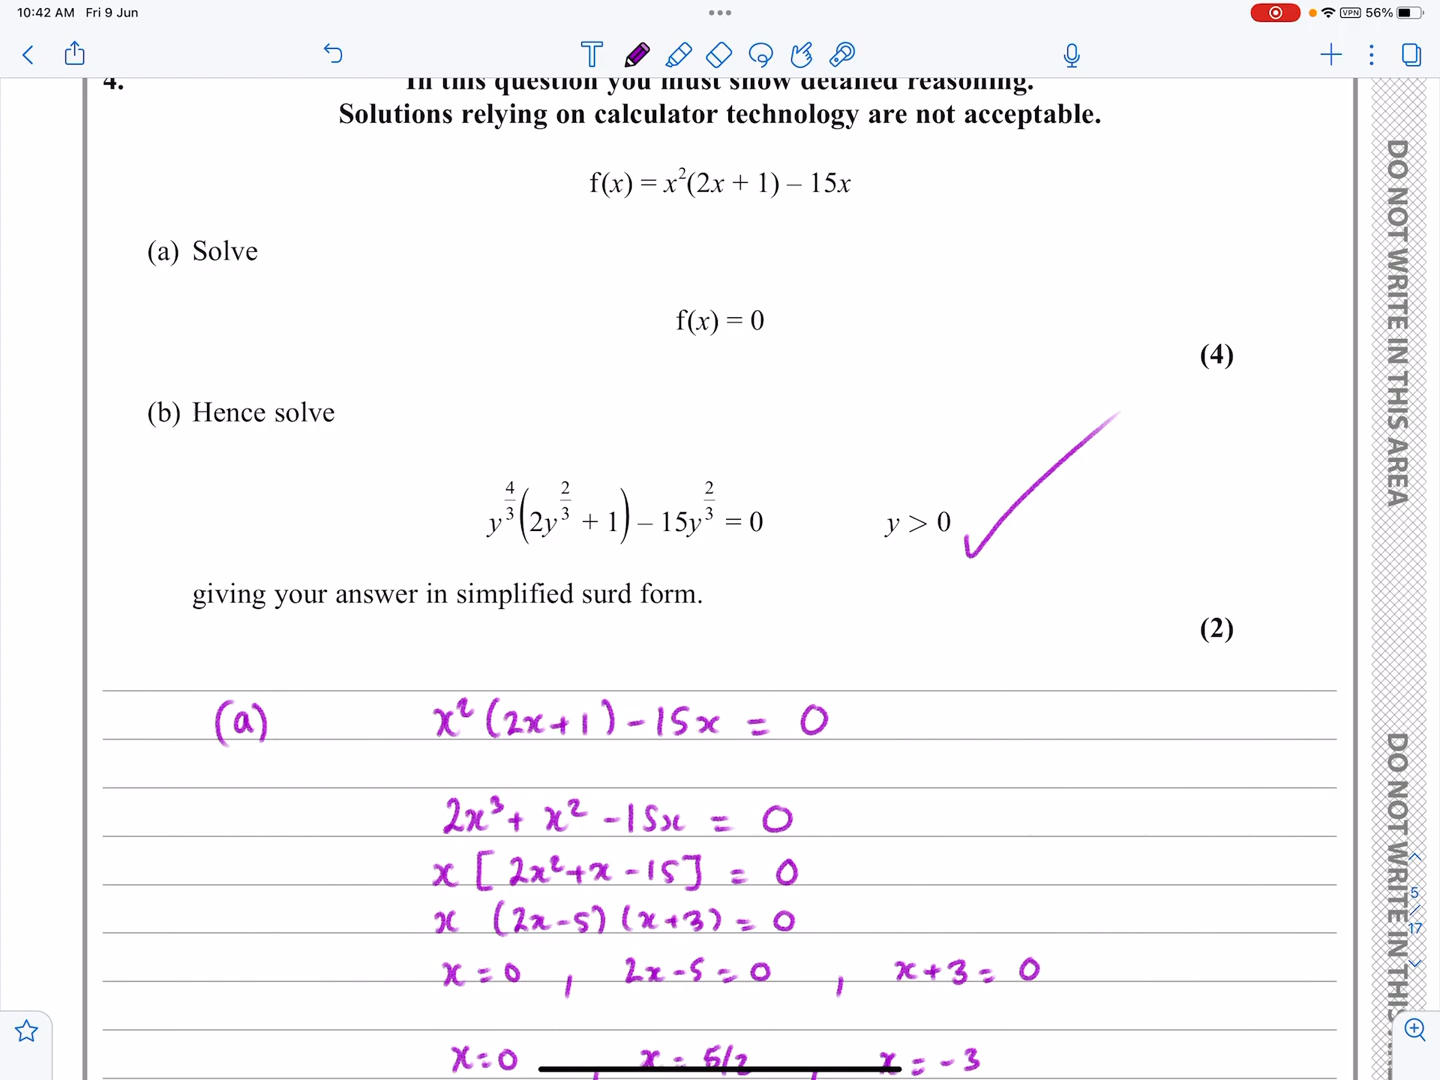 10:42 AM Fri 9 Jun
VPN 56%
4. In this question you must show detailed reasoning.
Solutions relying on calculator technology are not acceptable.
f(x) = x²(2x + 1) – 15x
(a) Solve
f(x) = 0
(4)
(b) Hence solve
y^(4/3)(2y^(2/3) + 1) – 15y^(2/3) = 0 y > 0
giving your answer in simplified surd form.
(2)
(a) x²(2x+1)-15x = 0
2x³+ x² -15x = 0
x [2x²+x-15] = 0
x (2x-5)(x+3) = 0
x=0 , 2x-5=0 , x+3=0
x=0 , x=5/2 , x=-3
DO NOT WRITE IN THIS AREA
DO NOT WRITE IN THIS
5
17